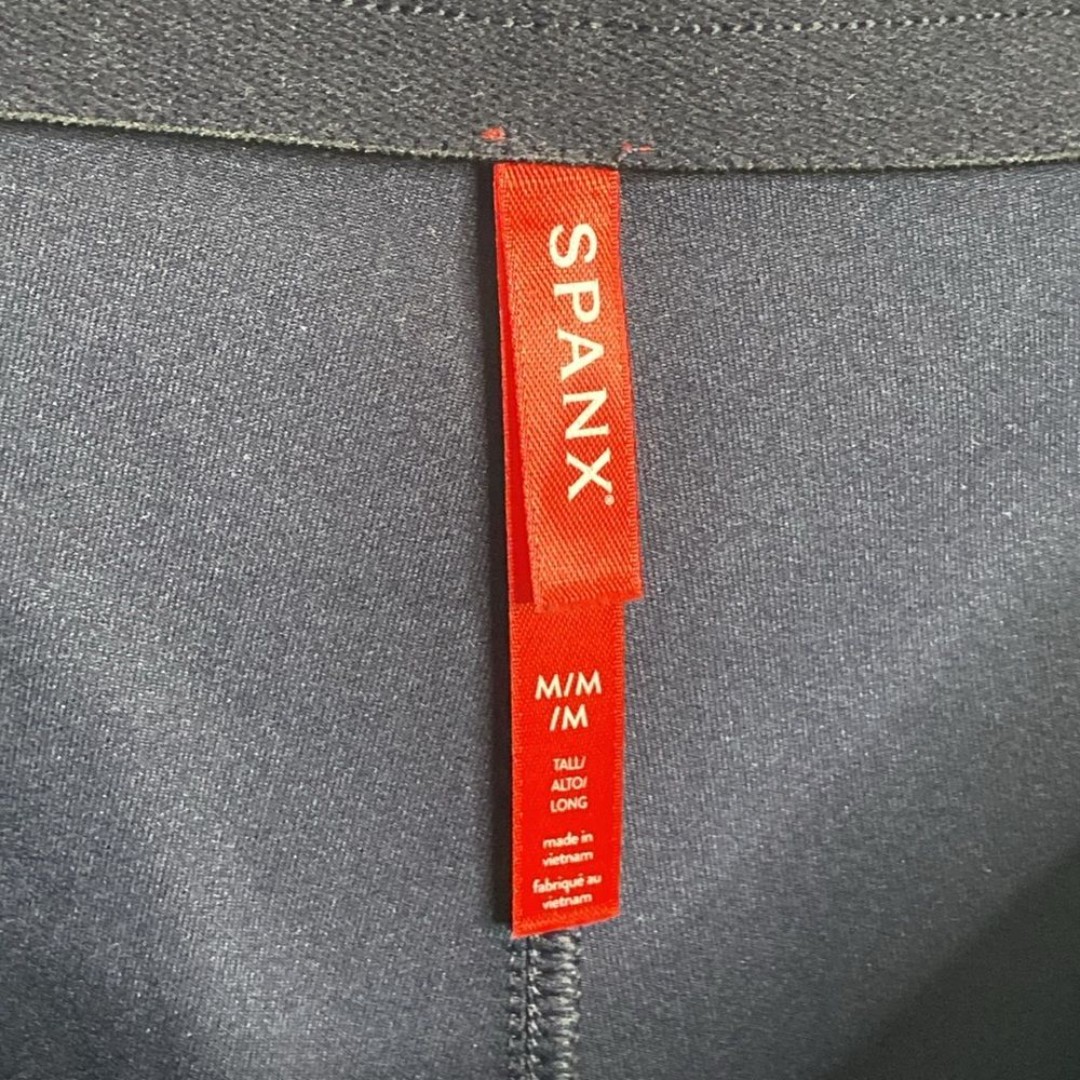 SPANX®
M/M
/M
TALL/
ALTO/
LONG
made in
vietnam
fabriqué au
vietnam